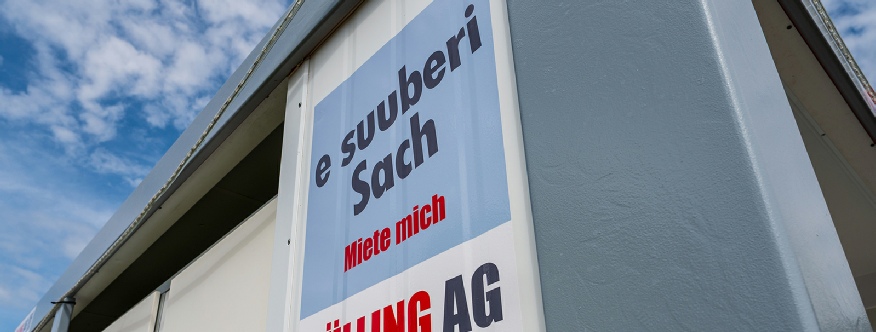 e suuberi
Sach
Miete mich
AG